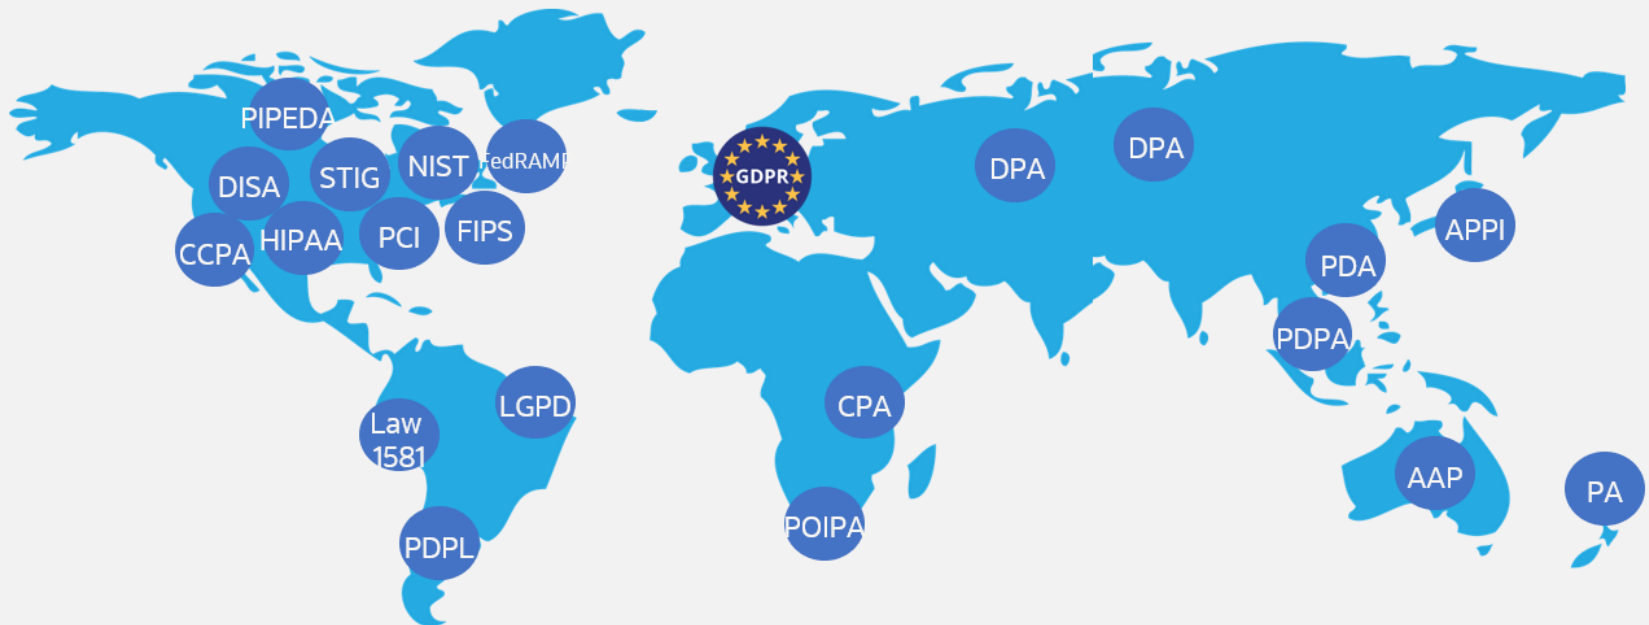 PIPEDA
DISA
STIG
NIST
FedRAMP
CCPA
HIPAA
PCI
FIPS
GDPR
DPA
DPA
APPI
PDA
PDPA
Law
1581
LGPD
PDPL
CPA
POIPA
AAP
PA